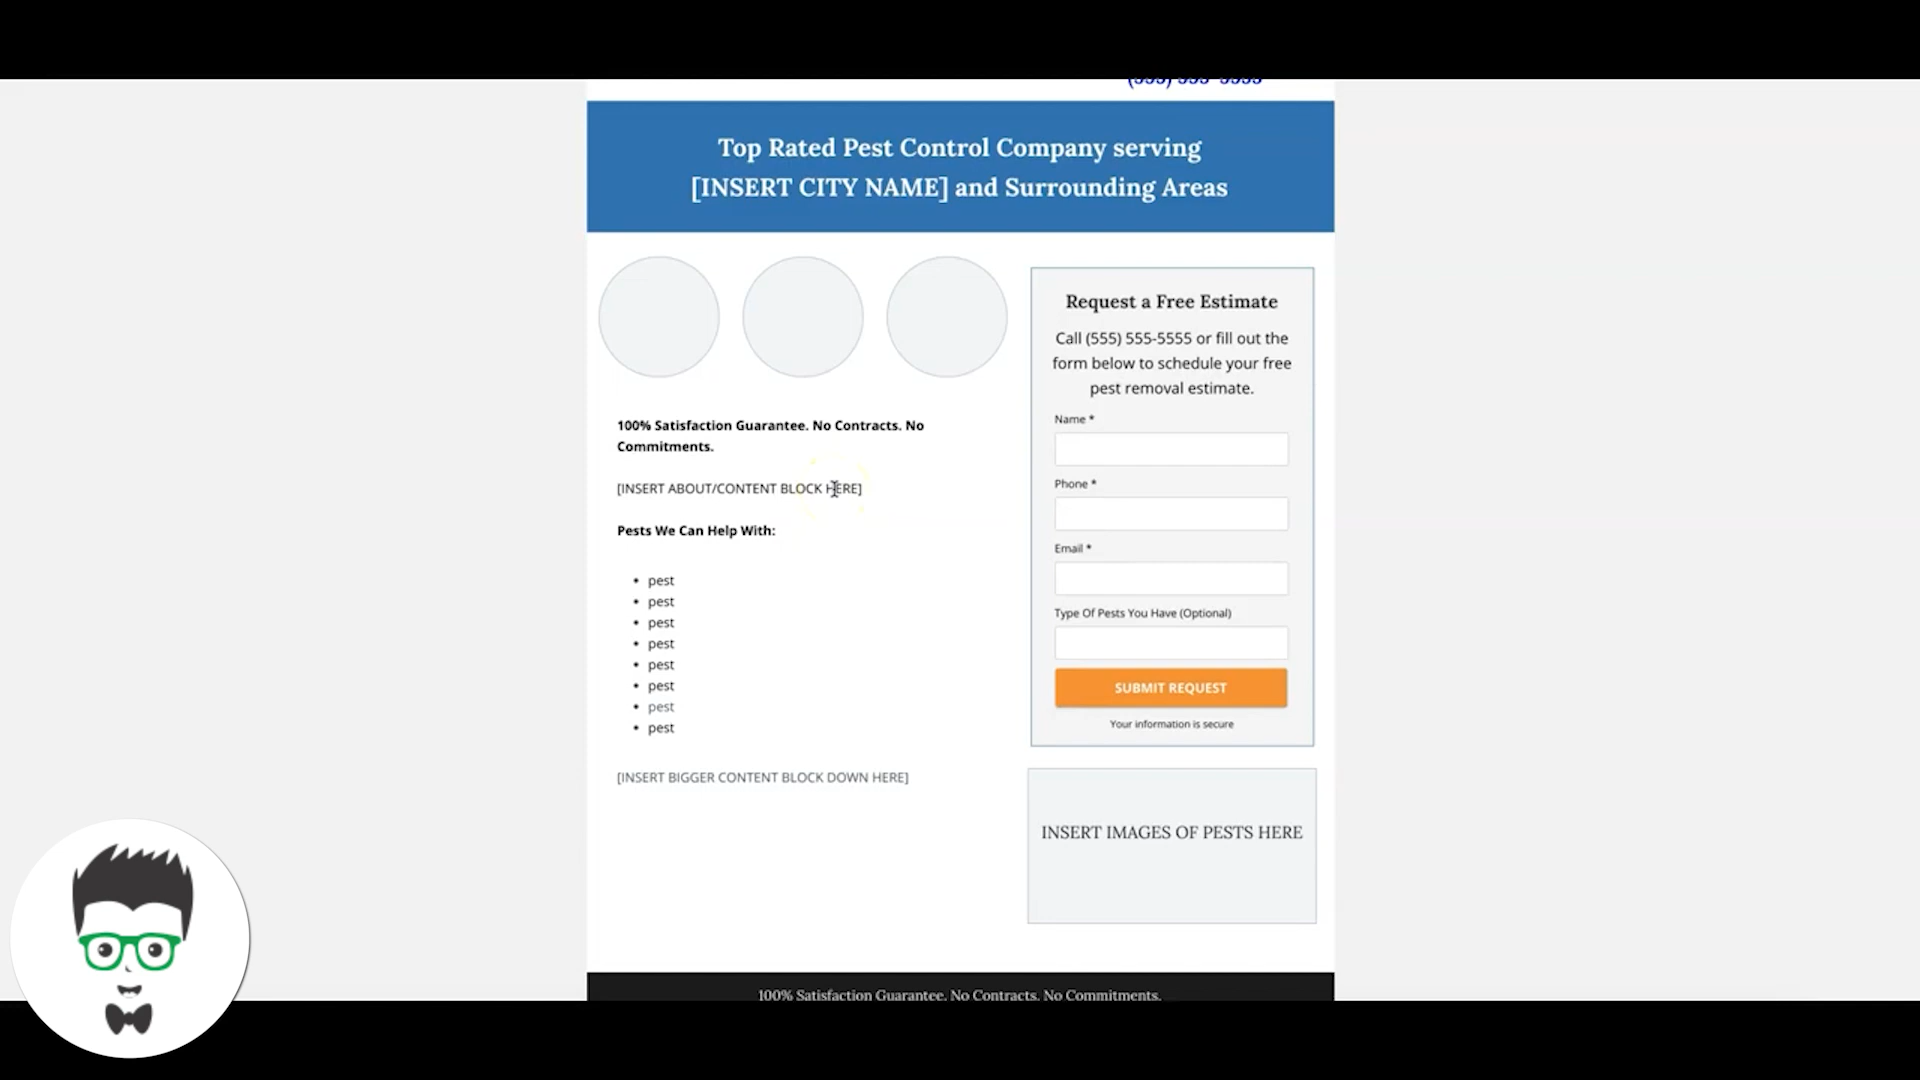 (555) 555-5555
Top Rated Pest Control Company serving
[INSERT CITY NAME] and Surrounding Areas
100% Satisfaction Guarantee. No Contracts. No
Commitments.
[INSERT ABOUT/CONTENT BLOCK HERE]
Pests We Can Help With:
• pest
• pest
• pest
• pest
• pest
• pest
• pest
• pest
[INSERT BIGGER CONTENT BLOCK DOWN HERE]
Request a Free Estimate
Call (555) 555-5555 or fill out the
form below to schedule your free
pest removal estimate.
Name *
Phone *
Email *
Type Of Pests You Have (Optional)
SUBMIT REQUEST
Your information is secure
INSERT IMAGES OF PESTS HERE
100% Satisfaction Guarantee. No Contracts. No Commitments.